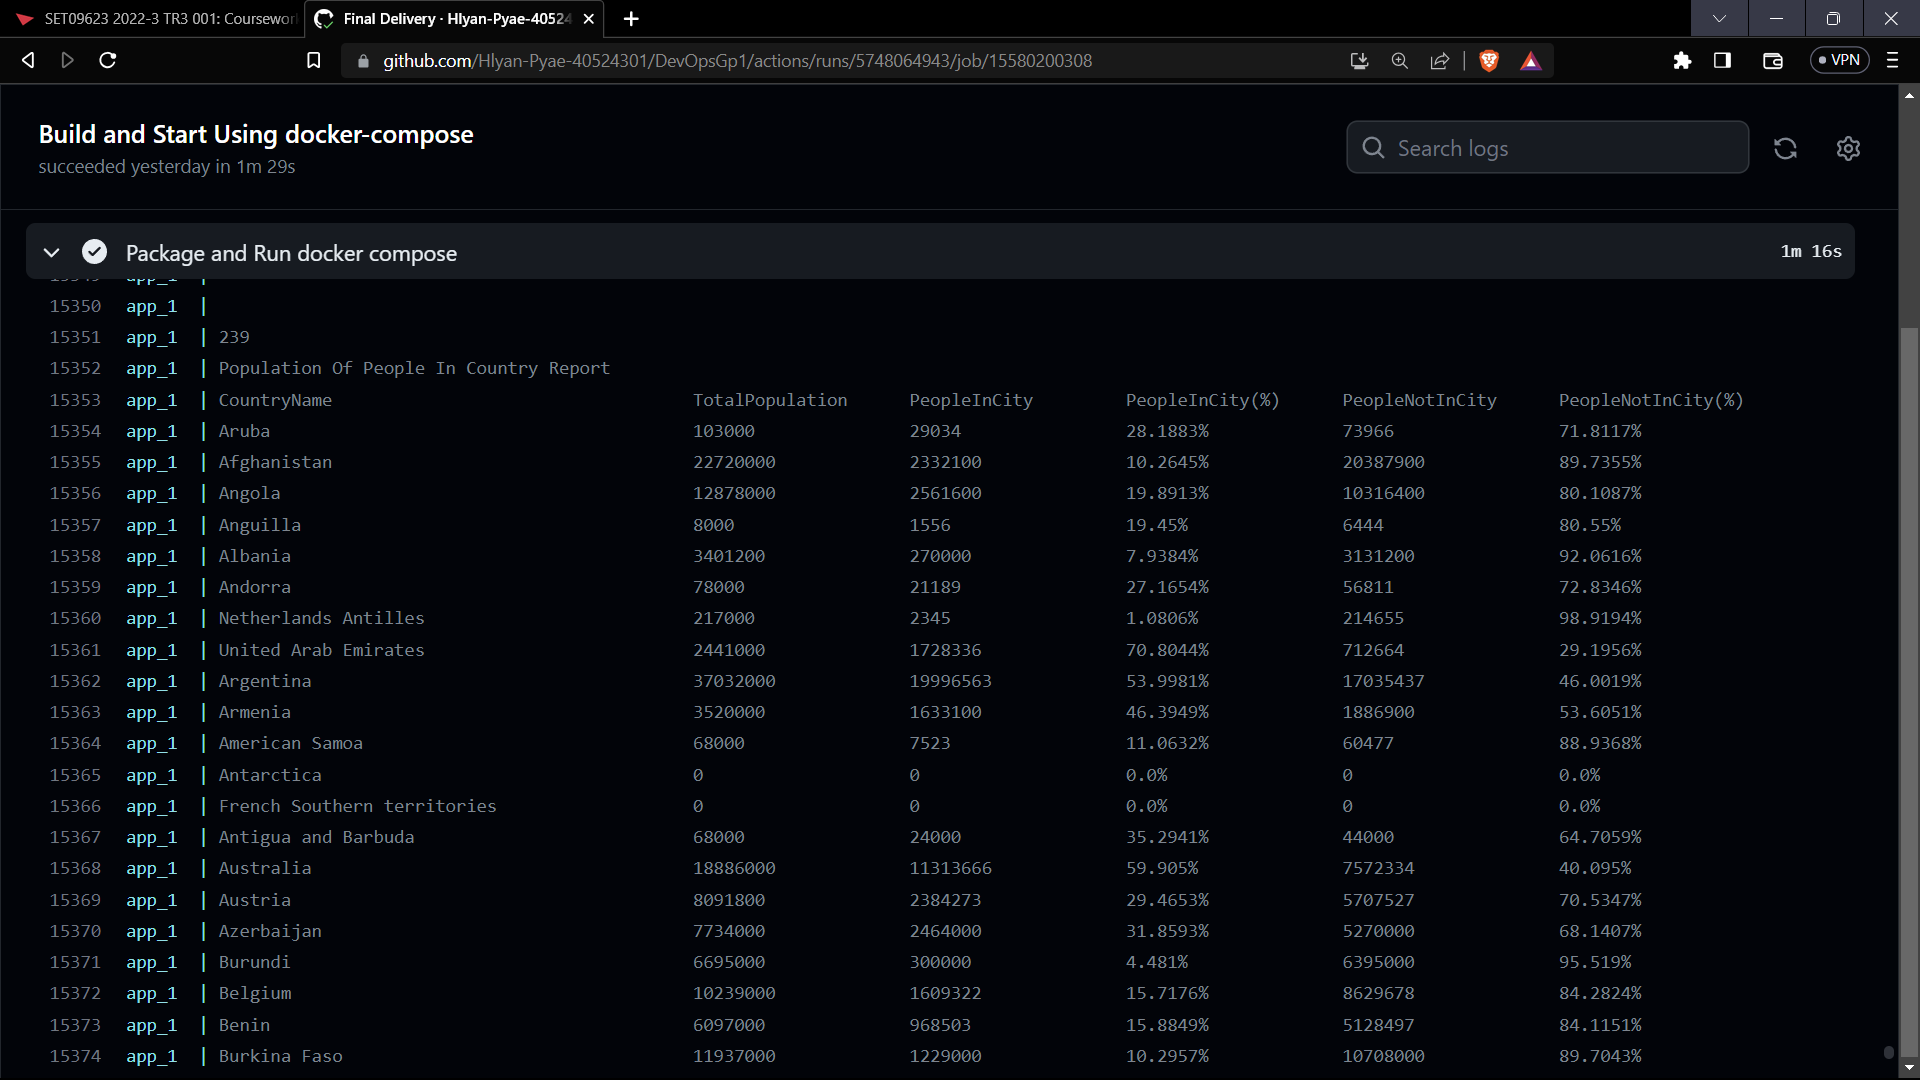 SET09623 2022-3 TR3 001: Coursewor
Final Delivery · Hlyan-Pyae-40524
github.com/Hlyan-Pyae-40524301/DevOpsGp1/actions/runs/5748064943/job/15580200308
VPN
Build and Start Using docker-compose
succeeded yesterday in 1m 29s
Search logs
Package and Run docker compose 1m 16s
15349 app_1 |
15350 app_1 |
15351 app_1 | 239
15352 app_1 | Population Of People In Country Report
15353 app_1 | CountryName TotalPopulation PeopleInCity PeopleInCity(%) PeopleNotInCity PeopleNotInCity(%)
15354 app_1 | Aruba 103000 29034 28.1883% 73966 71.8117%
15355 app_1 | Afghanistan 22720000 2332100 10.2645% 20387900 89.7355%
15356 app_1 | Angola 12878000 2561600 19.8913% 10316400 80.1087%
15357 app_1 | Anguilla 8000 1556 19.45% 6444 80.55%
15358 app_1 | Albania 3401200 270000 7.9384% 3131200 92.0616%
15359 app_1 | Andorra 78000 21189 27.1654% 56811 72.8346%
15360 app_1 | Netherlands Antilles 217000 2345 1.0806% 214655 98.9194%
15361 app_1 | United Arab Emirates 2441000 1728336 70.8044% 712664 29.1956%
15362 app_1 | Argentina 37032000 19996563 53.9981% 17035437 46.0019%
15363 app_1 | Armenia 3520000 1633100 46.3949% 1886900 53.6051%
15364 app_1 | American Samoa 68000 7523 11.0632% 60477 88.9368%
15365 app_1 | Antarctica 0 0 0.0% 0 0.0%
15366 app_1 | French Southern territories 0 0 0.0% 0 0.0%
15367 app_1 | Antigua and Barbuda 68000 24000 35.2941% 44000 64.7059%
15368 app_1 | Australia 18886000 11313666 59.905% 7572334 40.095%
15369 app_1 | Austria 8091800 2384273 29.4653% 5707527 70.5347%
15370 app_1 | Azerbaijan 7734000 2464000 31.8593% 5270000 68.1407%
15371 app_1 | Burundi 6695000 300000 4.481% 6395000 95.519%
15372 app_1 | Belgium 10239000 1609322 15.7176% 8629678 84.2824%
15373 app_1 | Benin 6097000 968503 15.8849% 5128497 84.1151%
15374 app_1 | Burkina Faso 11937000 1229000 10.2957% 10708000 89.7043%